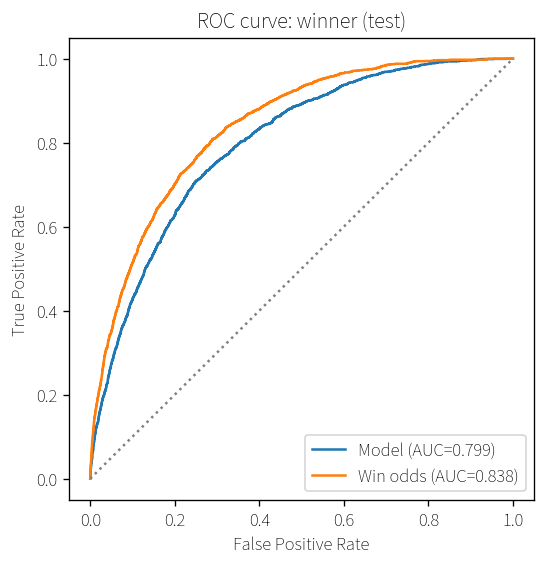 ROC curve: winner (test)
True Positive Rate
1.0
0.8
0.6
0.4
0.2
0.0
Model (AUC=0.799)
Win odds (AUC=0.838)
0.0 0.2 0.4 0.6 0.8 1.0
False Positive Rate